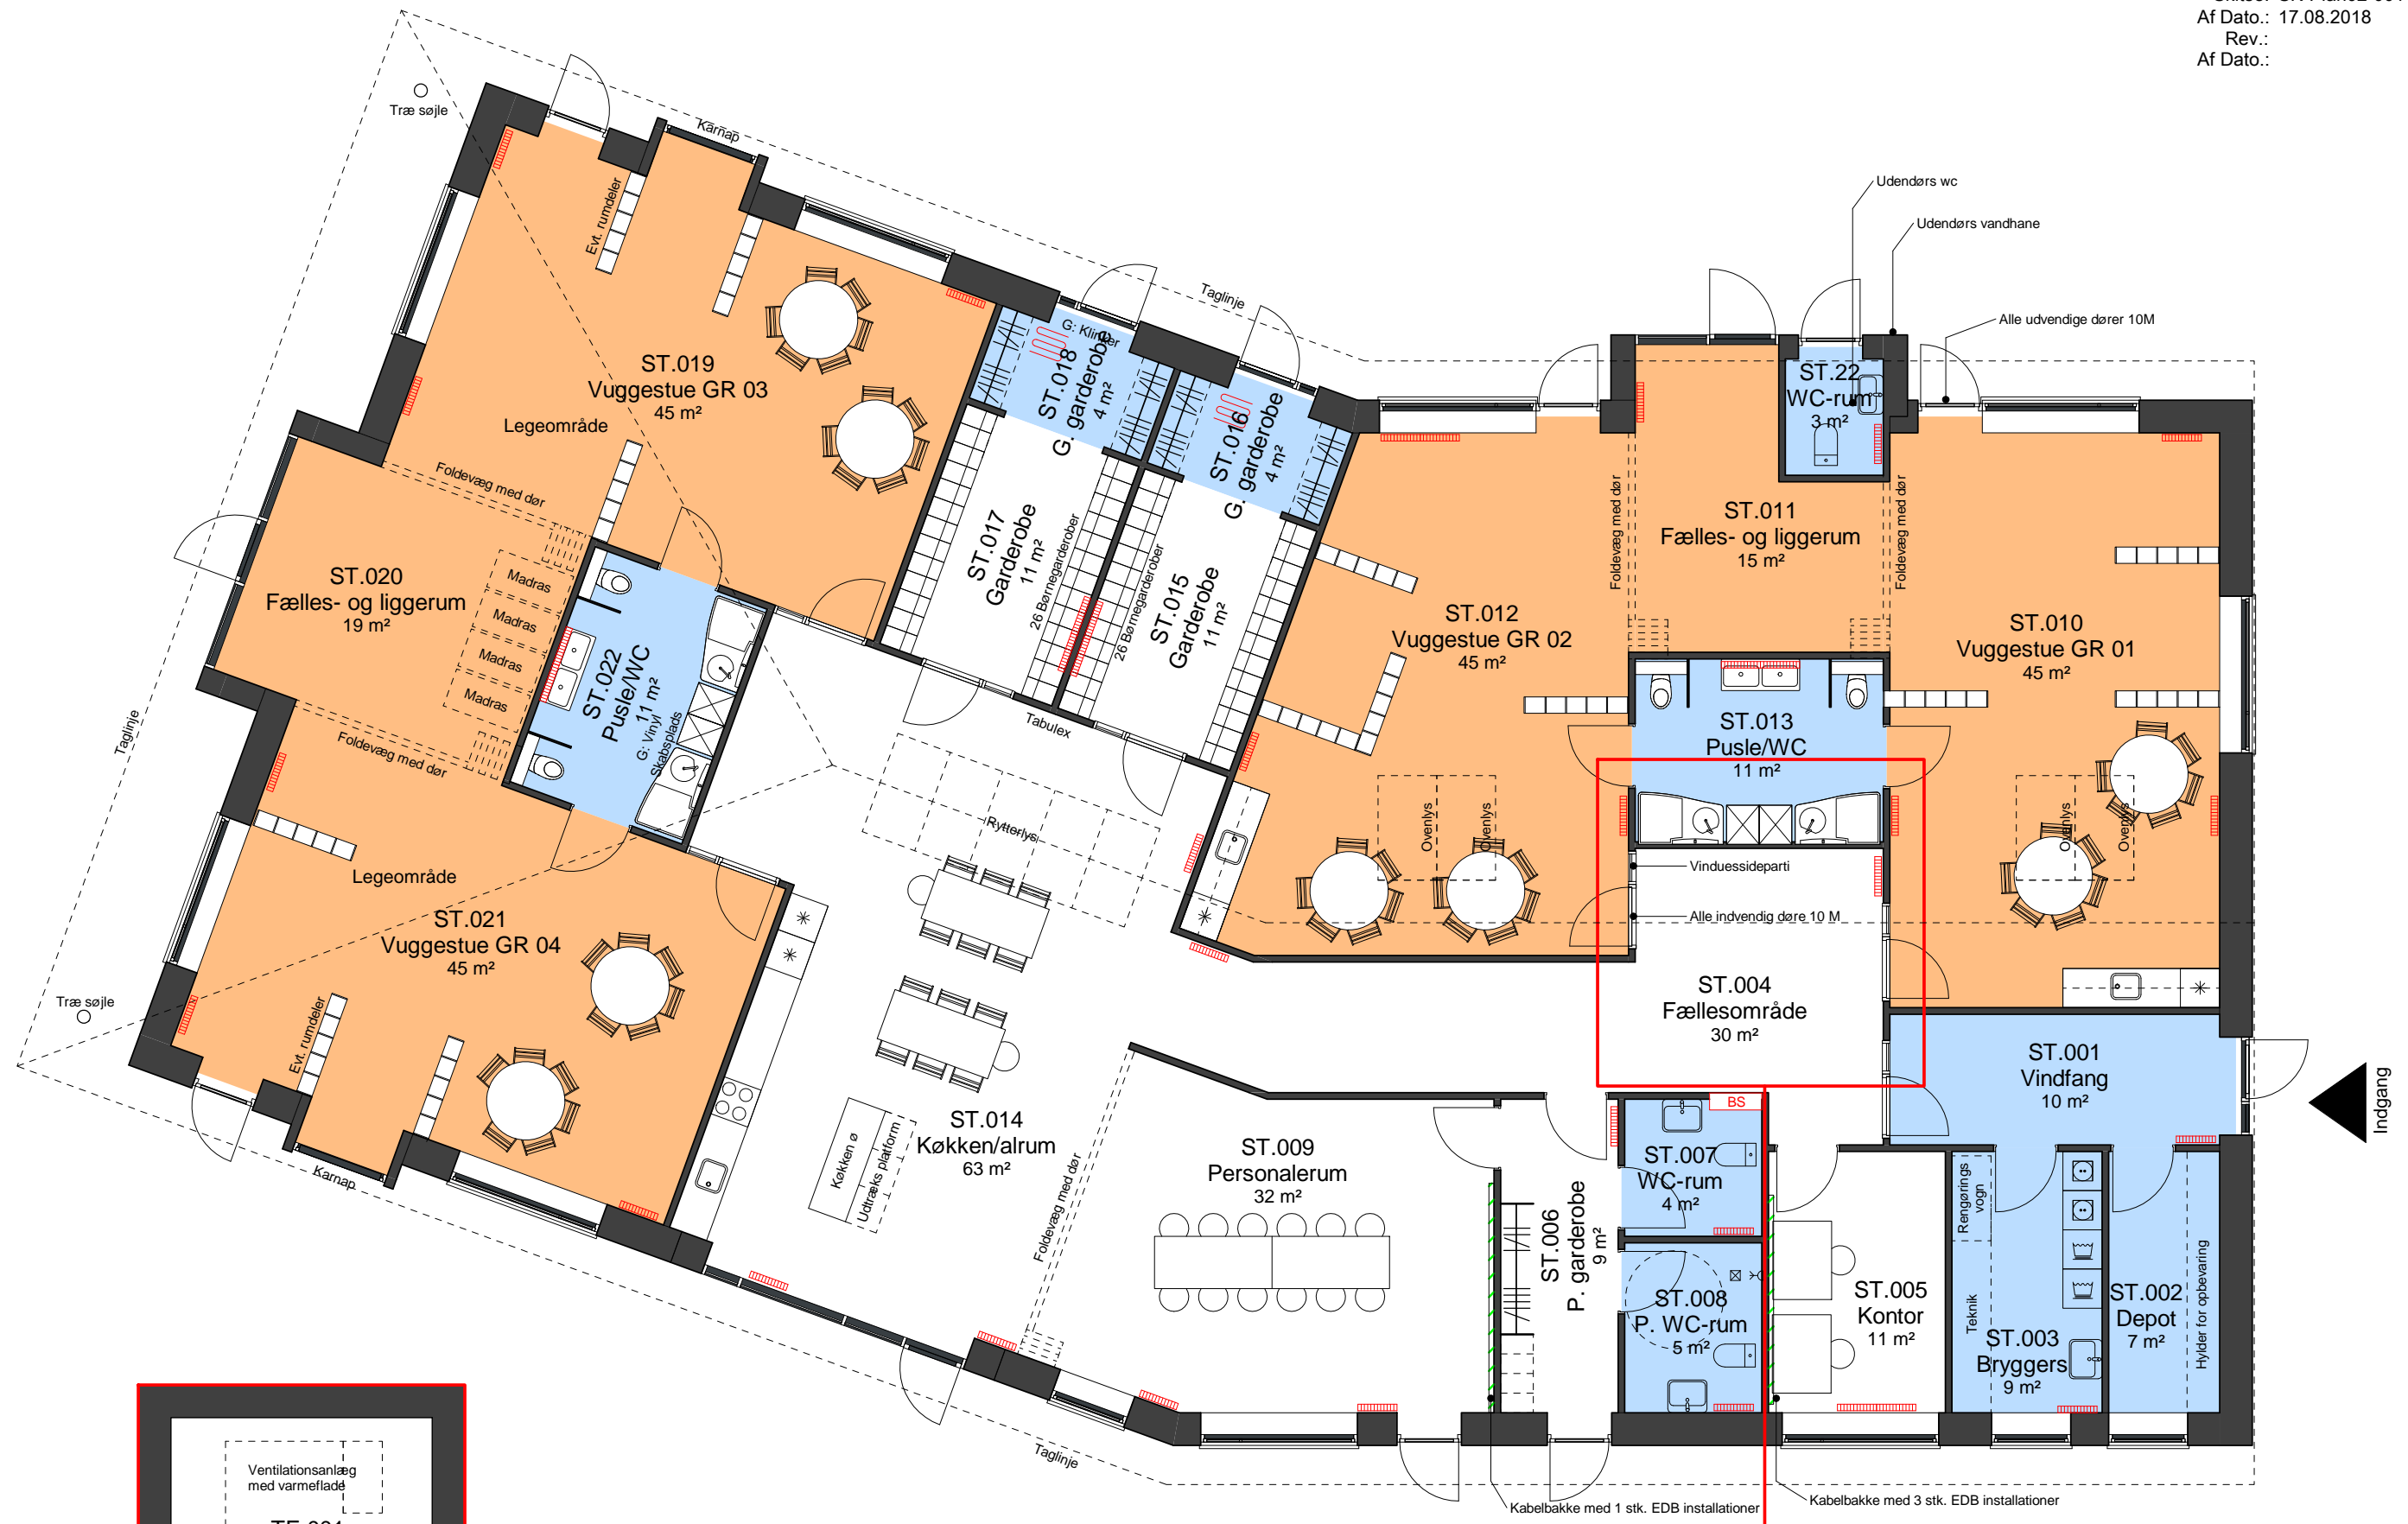 Af Dato.: 17.08.2018
Rev.:
Af Dato.:
Træ søjle
Karnap
Evt. rumdeler
Udendørs wc
Udendørs vandhane
Alle udvendige dører 10M
Taglinje
ST.019
Vuggestue GR 03
45 m²
Legeområde
Foldevæg med dør
G: Klinker
ST.018
G. garderobe
4 m²
ST.016
G. garderobe
4 m²
ST.22
WC-rum
3 m²
ST.017
Garderobe
11 m²
26 Børnegarderober
ST.015
Garderobe
11 m²
26 Børnegarderober
ST.011
Fælles- og liggerum
15 m²
Foldevæg med dør
Foldevæg med dør
ST.020
Fælles- og liggerum
19 m²
Madras
Madras
Madras
Madras
ST.022
Pusle/WC
11 m²
G: Vinyl
Skabsplads
ST.012
Vuggestue GR 02
45 m²
ST.010
Vuggestue GR 01
45 m²
ST.013
Pusle/WC
11 m²
Taglinje
Foldevæg med dør
Tabulex
Rytterlys
Ovenlys
Ovenlys
Ovenlys
Ovenlys
Vinduessideparti
Alle indvendig døre 10 M
Legeområde
ST.021
Vuggestue GR 04
45 m²
Træ søjle
Evt. rumdeler
Karnap
ST.004
Fællesområde
30 m²
ST.001
Vindfang
10 m²
Indgang
BS
ST.014
Køkken/alrum
63 m²
Køkken ø
Udtræks platform
Foldevæg med dør
ST.009
Personalerum
32 m²
ST.006
P. garderobe
9 m²
ST.007
WC-rum
4 m²
ST.008
P. WC-rum
5 m²
ST.005
Kontor
11 m²
Rengørings
vogn
Teknik
ST.003
Bryggers
9 m²
ST.002
Depot
7 m²
Hylder for opbevaring
Taglinje
Kabelbakke med 1 stk. EDB installationer
Kabelbakke med 3 stk. EDB installationer
Ventilationsanlæg
med varmeflade